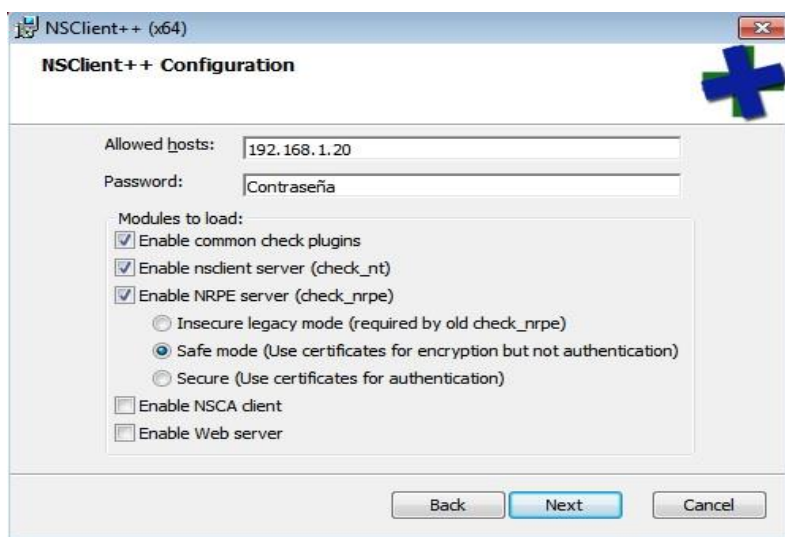 NSClient++ (x64)
NSClient++ Configuration
Allowed hosts: 192.168.1.20
Password: Contraseña
Modules to load:
Enable common check plugins
Enable nsclient server (check_nt)
Enable NRPE server (check_nrpe)
Insecure legacy mode (required by old check_nrpe)
Safe mode (Use certificates for encryption but not authentication)
Secure (Use certificates for authentication)
Enable NSCA client
Enable Web server
Back Next Cancel